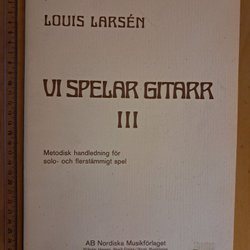 LOUIS LARSÉN
VI SPELAR GITARR
III
Metodisk handledning för
solo- och flerstämmigt spel
AB Nordiska Musikförlaget